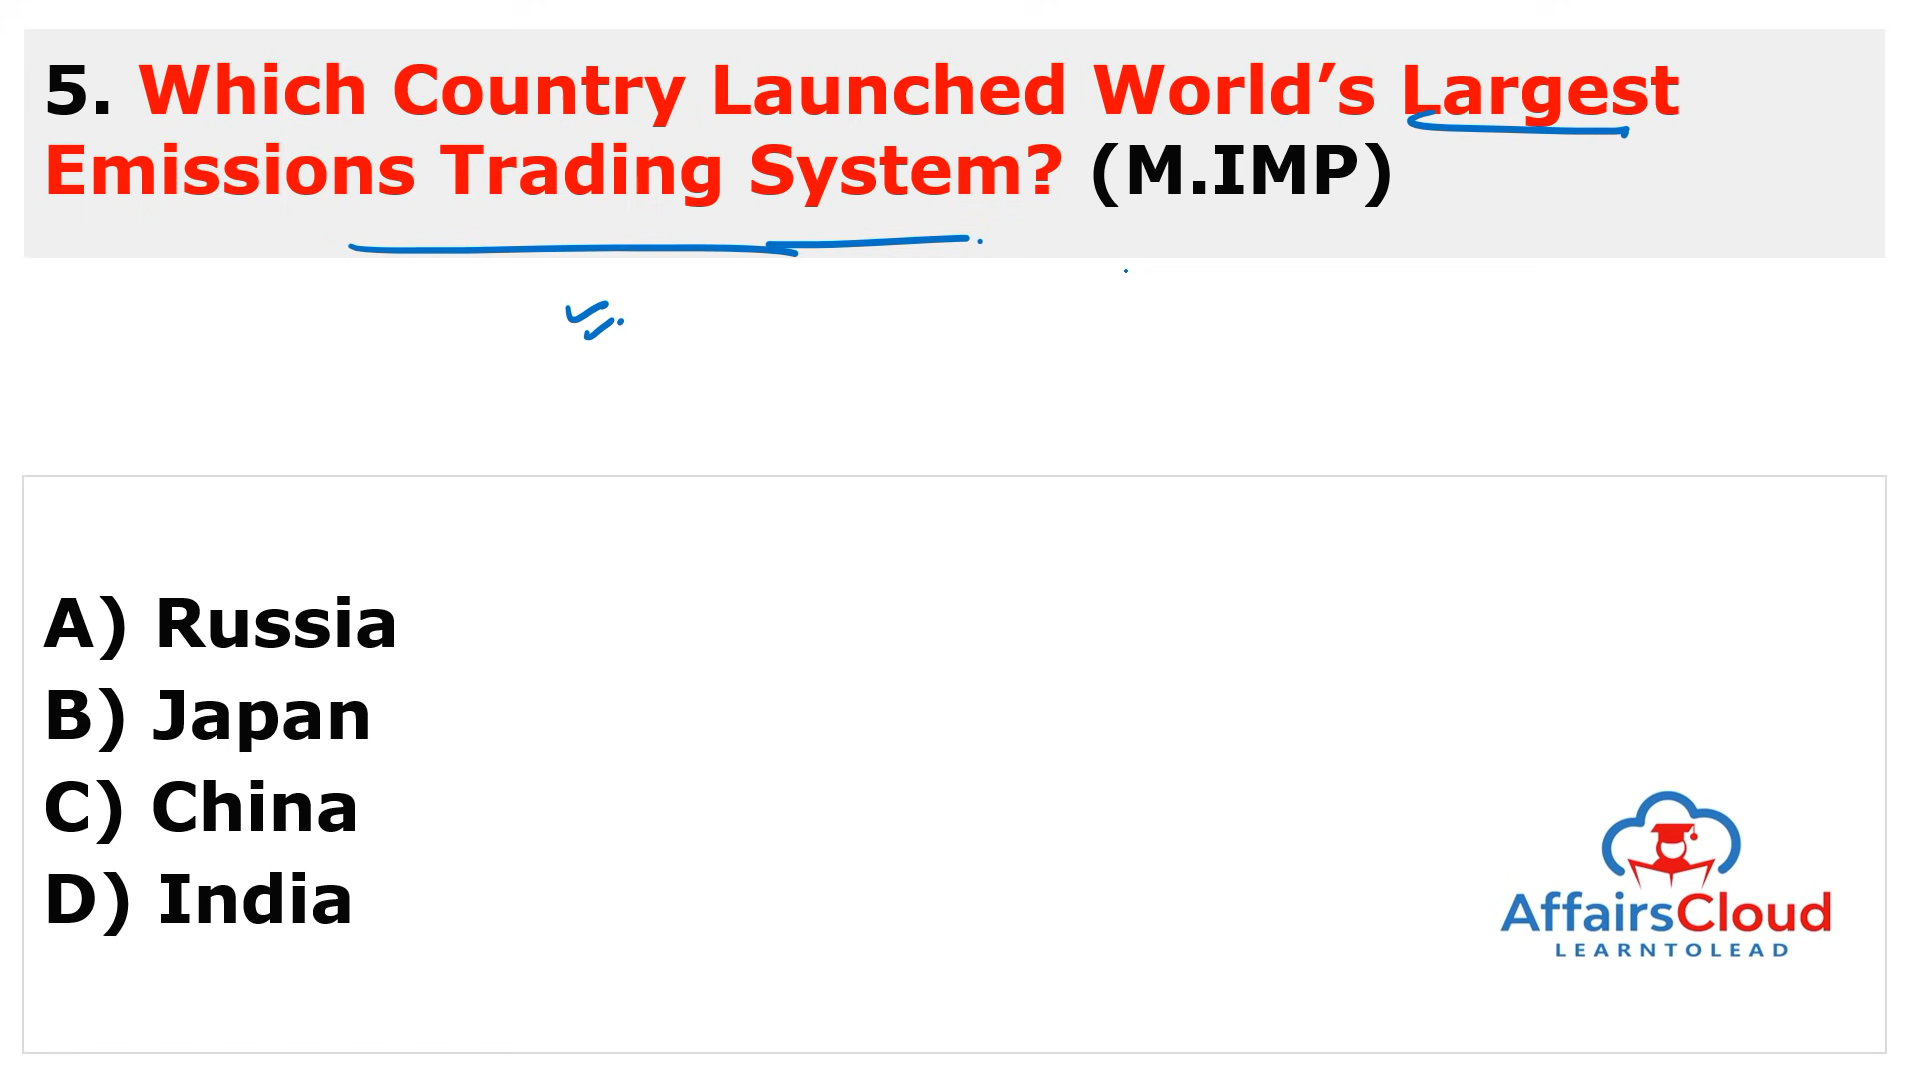 5. Which Country Launched World’s Largest
Emissions Trading System? (M.IMP)
A) Russia
B) Japan
C) China
D) India
AffairsCloud
LEARNTOLEAD